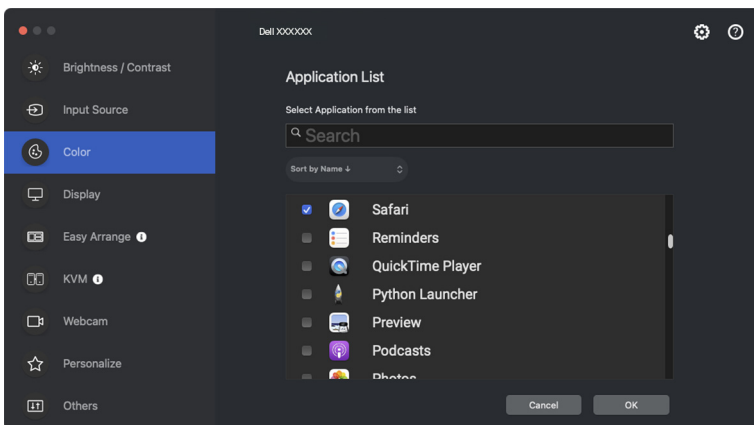 Dell XXXXXX
Brightness / Contrast
Input Source
Color
Display
Easy Arrange
KVM
Webcam
Personalize
Others
Application List
Select Application from the list
Search
Sort by Name ↓
Safari
Reminders
QuickTime Player
Python Launcher
Preview
Podcasts
Photos
Cancel
OK